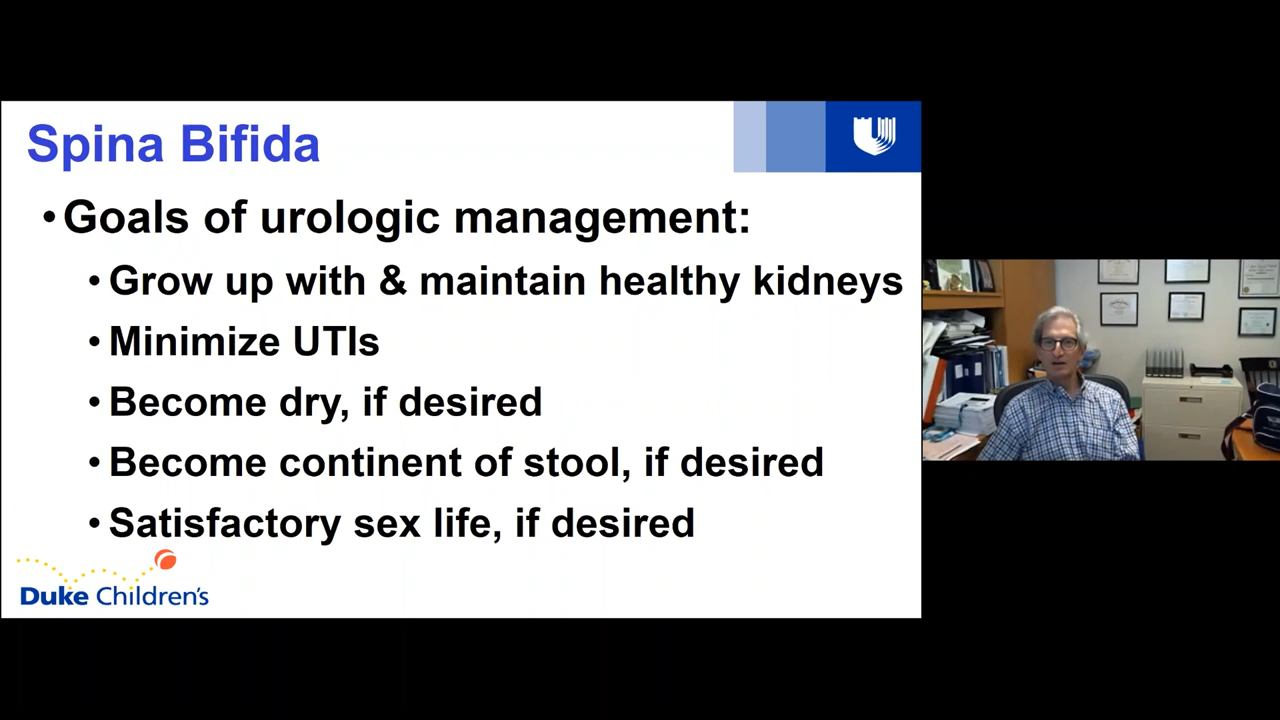 Spina Bifida
•Goals of urologic management:
•Grow up with & maintain healthy kidneys
•Minimize UTIs
•Become dry, if desired
•Become continent of stool, if desired
•Satisfactory sex life, if desired
Duke Children's